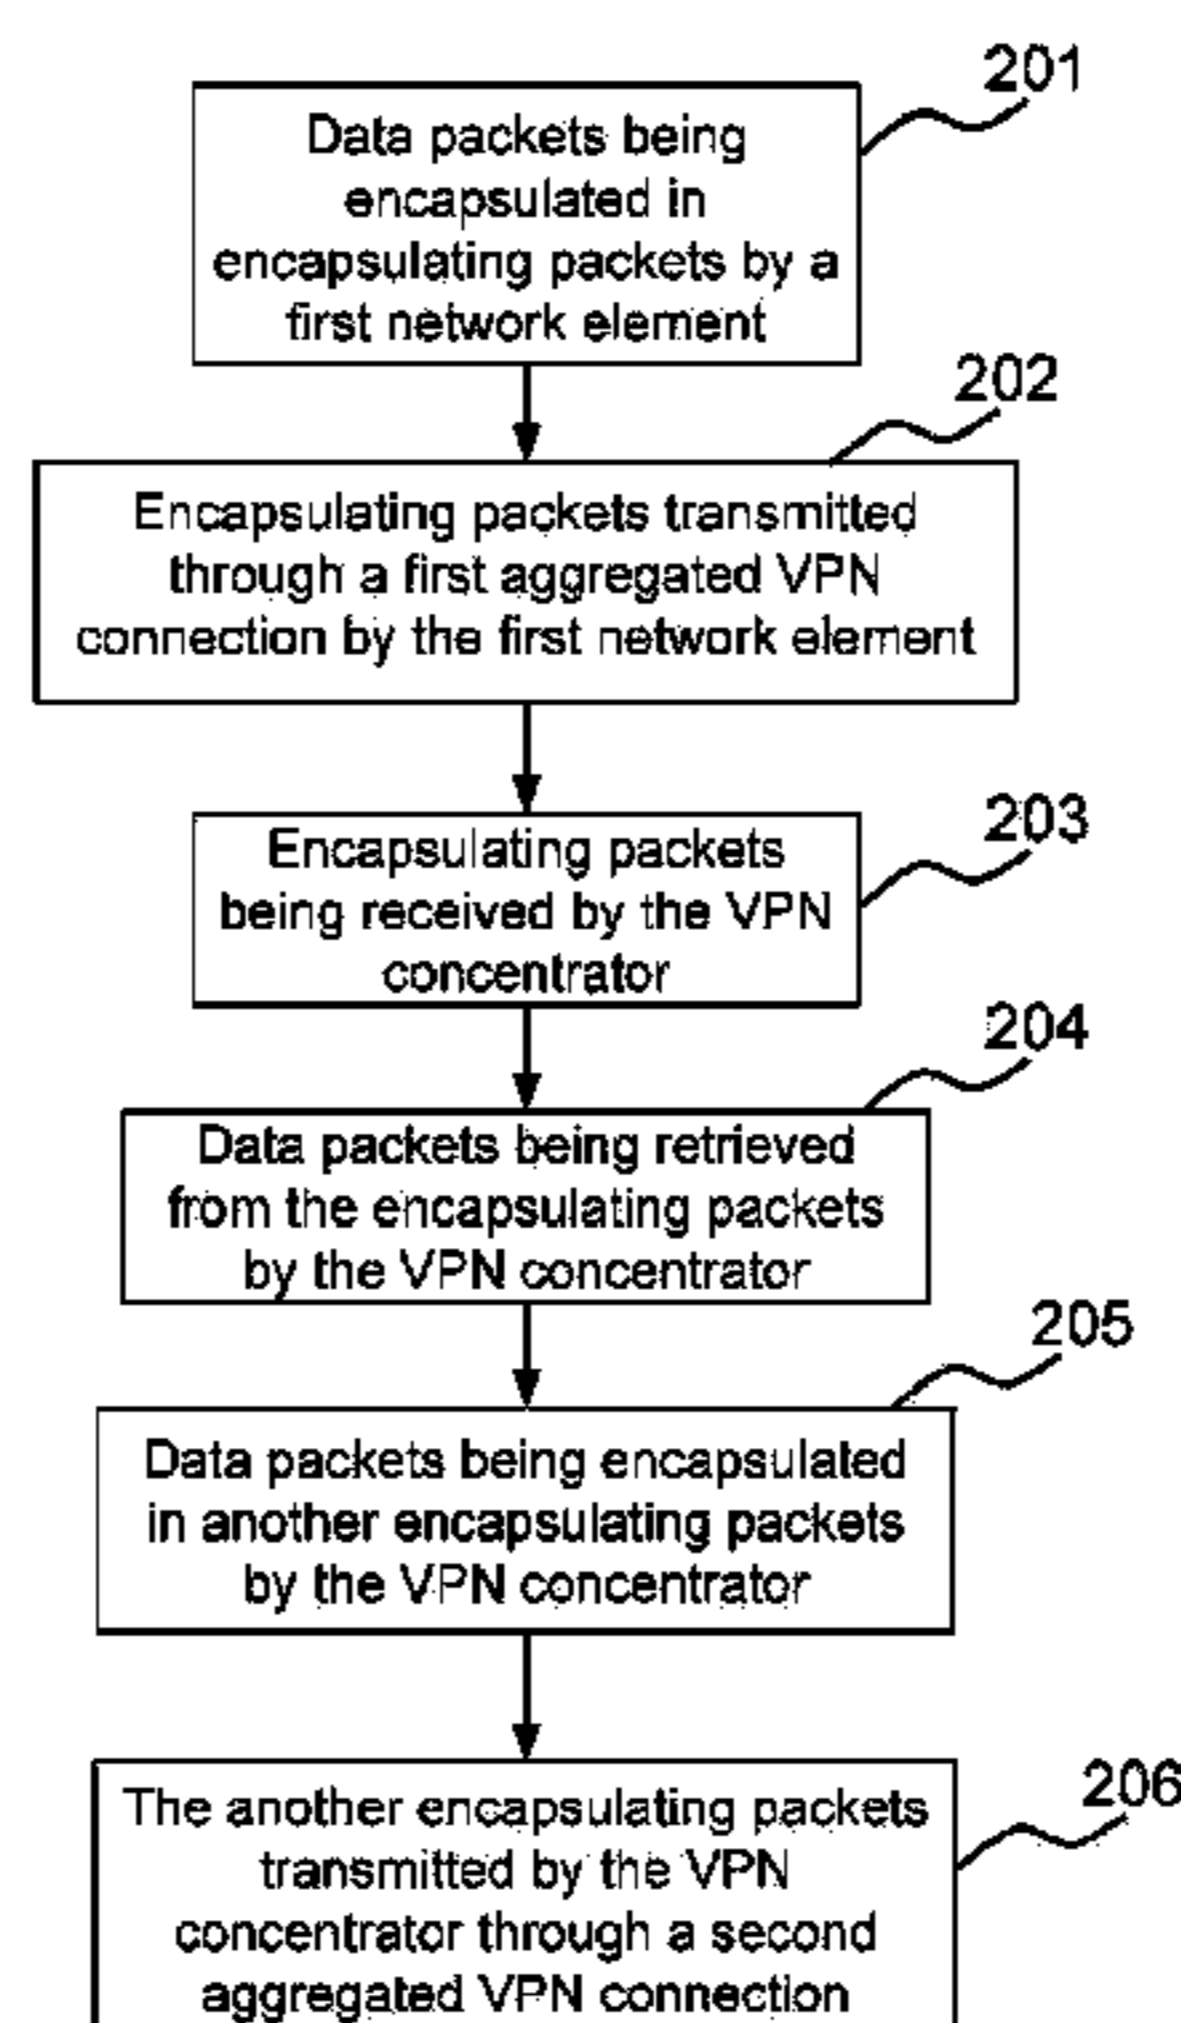 201
Data packets being
encapsulated in
encapsulating packets by a
first network element
202
Encapsulating packets transmitted
through a first aggregated VPN
connection by the first network element
203
Encapsulating packets
being received by the VPN
concentrator
204
Data packets being retrieved
from the encapsulating packets
by the VPN concentrator
205
Data packets being encapsulated
in another encapsulating packets
by the VPN concentrator
206
The another encapsulating packets
transmitted by the VPN
concentrator through a second
aggregated VPN connection